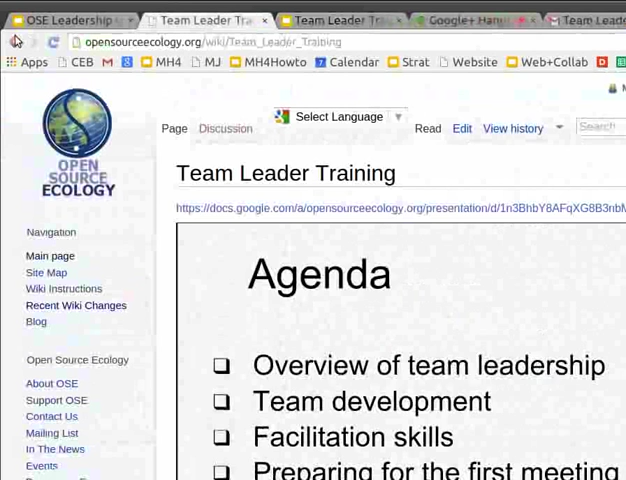 OSE Leadership
Team Leader Tra
Team Leader Train
Google+ Hang
Team Leade
opensourceecology.org/wiki/Team_Leader_Training
Apps CEB MH4 MJ MH4Howto Calendar Strat Website Web+Collab
Select Language
Page Discussion Read Edit View history Search
OPEN
SOURCE
ECOLOGY
Team Leader Training
https://docs.google.com/a/opensourceecology.org/presentation/d/1n3BhbY8AFqXG8B3nbM
Navigation
Main page
Site Map
Wiki Instructions
Recent Wiki Changes
Blog
Open Source Ecology
About OSE
Support OSE
Contact Us
Mailing List
In The News
Events
Agenda
Overview of team leadership
Team development
Facilitation skills
Preparing for the first meeting